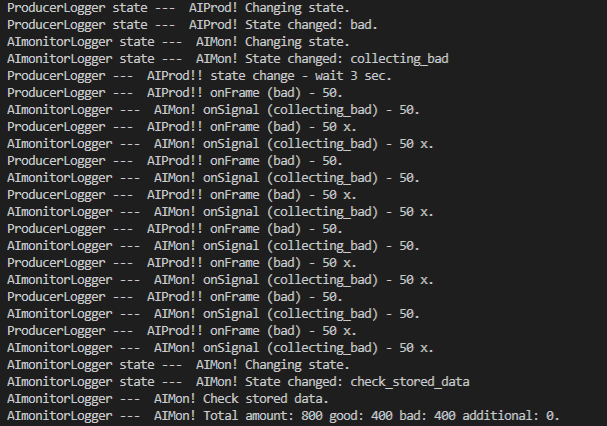 ProducerLogger state ---  AIProd! Changing state.
ProducerLogger state ---  AIProd! State changed: bad.
AImonitorLogger state ---  AIMon! Changing state.
AImonitorLogger state ---  AIMon! State changed: collecting_bad
ProducerLogger ---  AIProd!! state change - wait 3 sec.
ProducerLogger ---  AIProd!! onFrame (bad) - 50.
AImonitorLogger ---  AIMon! onSignal (collecting_bad) - 50.
ProducerLogger ---  AIProd!! onFrame (bad) - 50 x.
AImonitorLogger ---  AIMon! onSignal (collecting_bad) - 50 x.
ProducerLogger ---  AIProd!! onFrame (bad) - 50.
AImonitorLogger ---  AIMon! onSignal (collecting_bad) - 50.
ProducerLogger ---  AIProd!! onFrame (bad) - 50 x.
AImonitorLogger ---  AIMon! onSignal (collecting_bad) - 50 x.
ProducerLogger ---  AIProd!! onFrame (bad) - 50.
AImonitorLogger ---  AIMon! onSignal (collecting_bad) - 50.
ProducerLogger ---  AIProd!! onFrame (bad) - 50 x.
AImonitorLogger ---  AIMon! onSignal (collecting_bad) - 50 x.
ProducerLogger ---  AIProd!! onFrame (bad) - 50.
AImonitorLogger ---  AIMon! onSignal (collecting_bad) - 50.
ProducerLogger ---  AIProd!! onFrame (bad) - 50 x.
AImonitorLogger ---  AIMon! onSignal (collecting_bad) - 50 x.
AImonitorLogger state ---  AIMon! Changing state.
AImonitorLogger state ---  AIMon! State changed: check_stored_data
AImonitorLogger ---  AIMon! Check stored data.
AImonitorLogger ---  AIMon! Total amount: 800 good: 400 bad: 400 additional: 0.